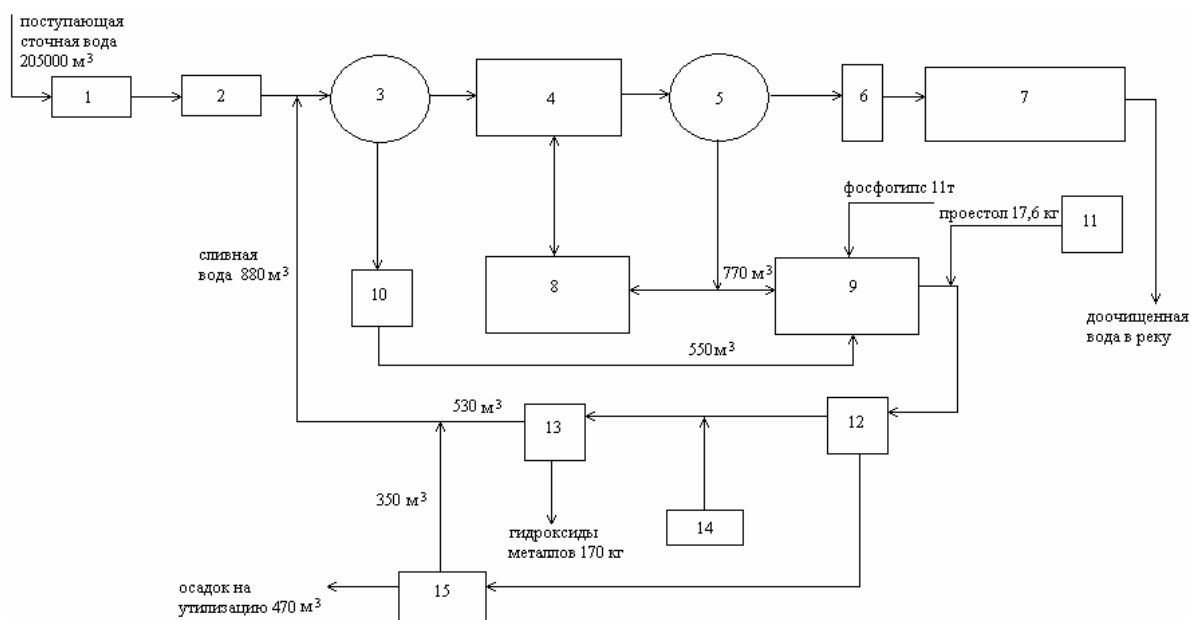 поступающая
сточная вода
205000 м³
1
2
3
4
5
6
7
фосфогипс 11т
проестол 17,6 кг
11
сливная
вода 880 м³
10
8
770 м³
9
доочищенная
вода в реку
550м³
530 м³
13
12
350 м³
гидроксиды
металлов 170 кг
14
осадок на
утилизацию 470 м³
15